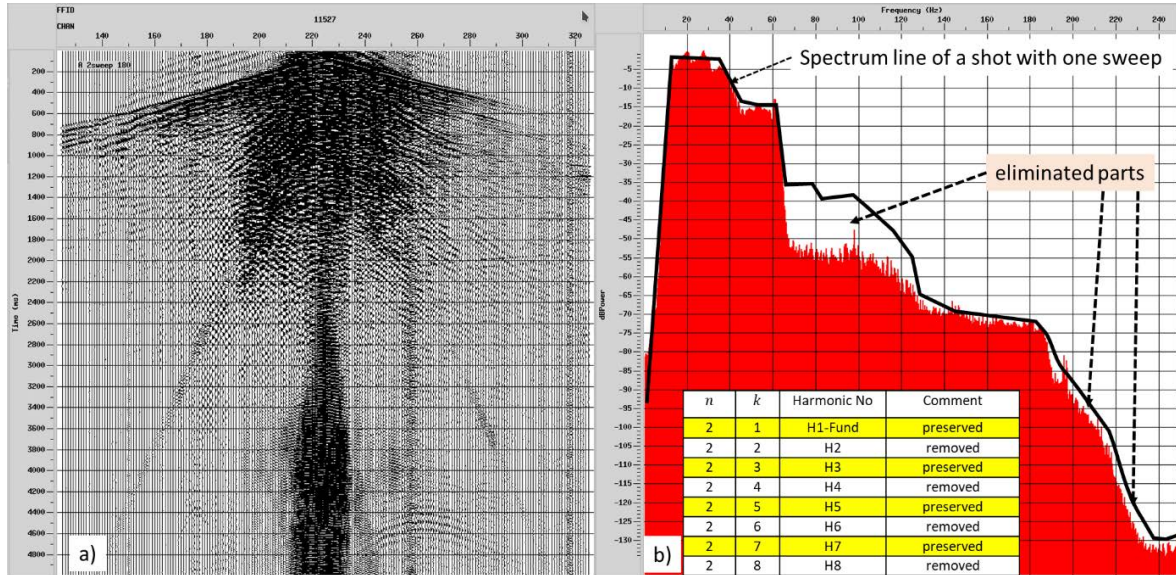 FFID
11527
CHAN
140 160 180 200 220 240 260 280 300 320
R 2sweep 180
Time (ms)
200
400
600
800
1000
1200
1400
1600
1800
2000
2200
2400
2600
2800
3000
3200
3400
3600
3800
4000
4200
4400
4600
4800
a)
Frequency (Hz)
20 40 60 80 100 120 140 160 180 200 220 240
dBPower
-5
-10
-15
-20
-25
-30
-35
-40
-45
-50
-55
-60
-65
-70
-75
-80
-85
-90
-95
-100
-105
-110
-115
-120
-125
-130
Spectrum line of a shot with one sweep
eliminated parts
n k Harmonic No Comment
2 1 H1-Fund preserved
2 2 H2 removed
2 3 H3 preserved
2 4 H4 removed
2 5 H5 preserved
2 6 H6 removed
2 7 H7 preserved
2 8 H8 removed
b)